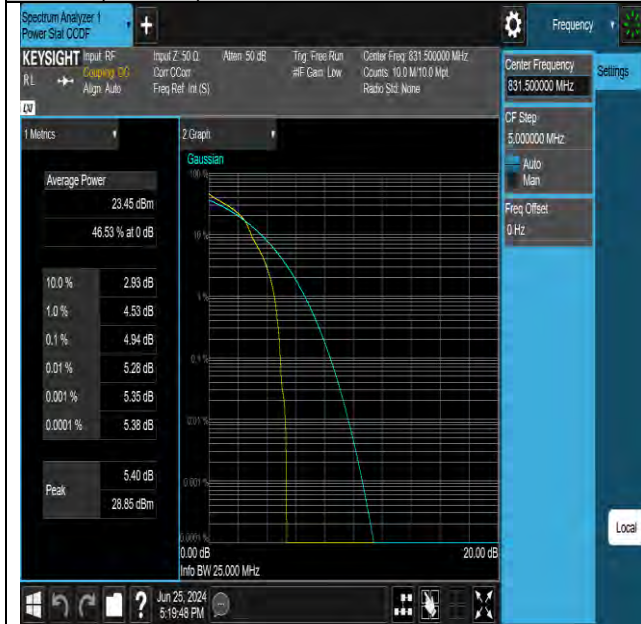 Spectrum Analyzer 1
Power Stat CCDF
Frequency
KEYSIGHT
Input: RF
Input Z: 50 Ω
Atten: 50 dB
Trig: Free Run
Center Freq: 831.500000 MHz
RL
Coupling: DC
Corr CCorr
#IF Gain: Low
Counts: 10.0 M/10.0 Mpt
Align: Auto
Freq Ref: Int (S)
Radio Std: None
LXI
Center Frequency
831.500000 MHz
Settings
CF Step
5.000000 MHz
Auto
Man
Freq Offset
0 Hz
1 Metrics
2 Graph
Gaussian
Average Power
23.45 dBm
46.53 % at 0 dB
10.0 % 2.93 dB
1.0 % 4.53 dB
0.1 % 4.94 dB
0.01 % 5.28 dB
0.001 % 5.35 dB
0.0001 % 5.38 dB
Peak 5.40 dB
28.85 dBm
100 %
10 %
1 %
0.1 %
0.01 %
0.001 %
0.0001 %
0.00 dB
20.00 dB
Info BW 25.000 MHz
Local
Jun 25, 2024
5:19:48 PM